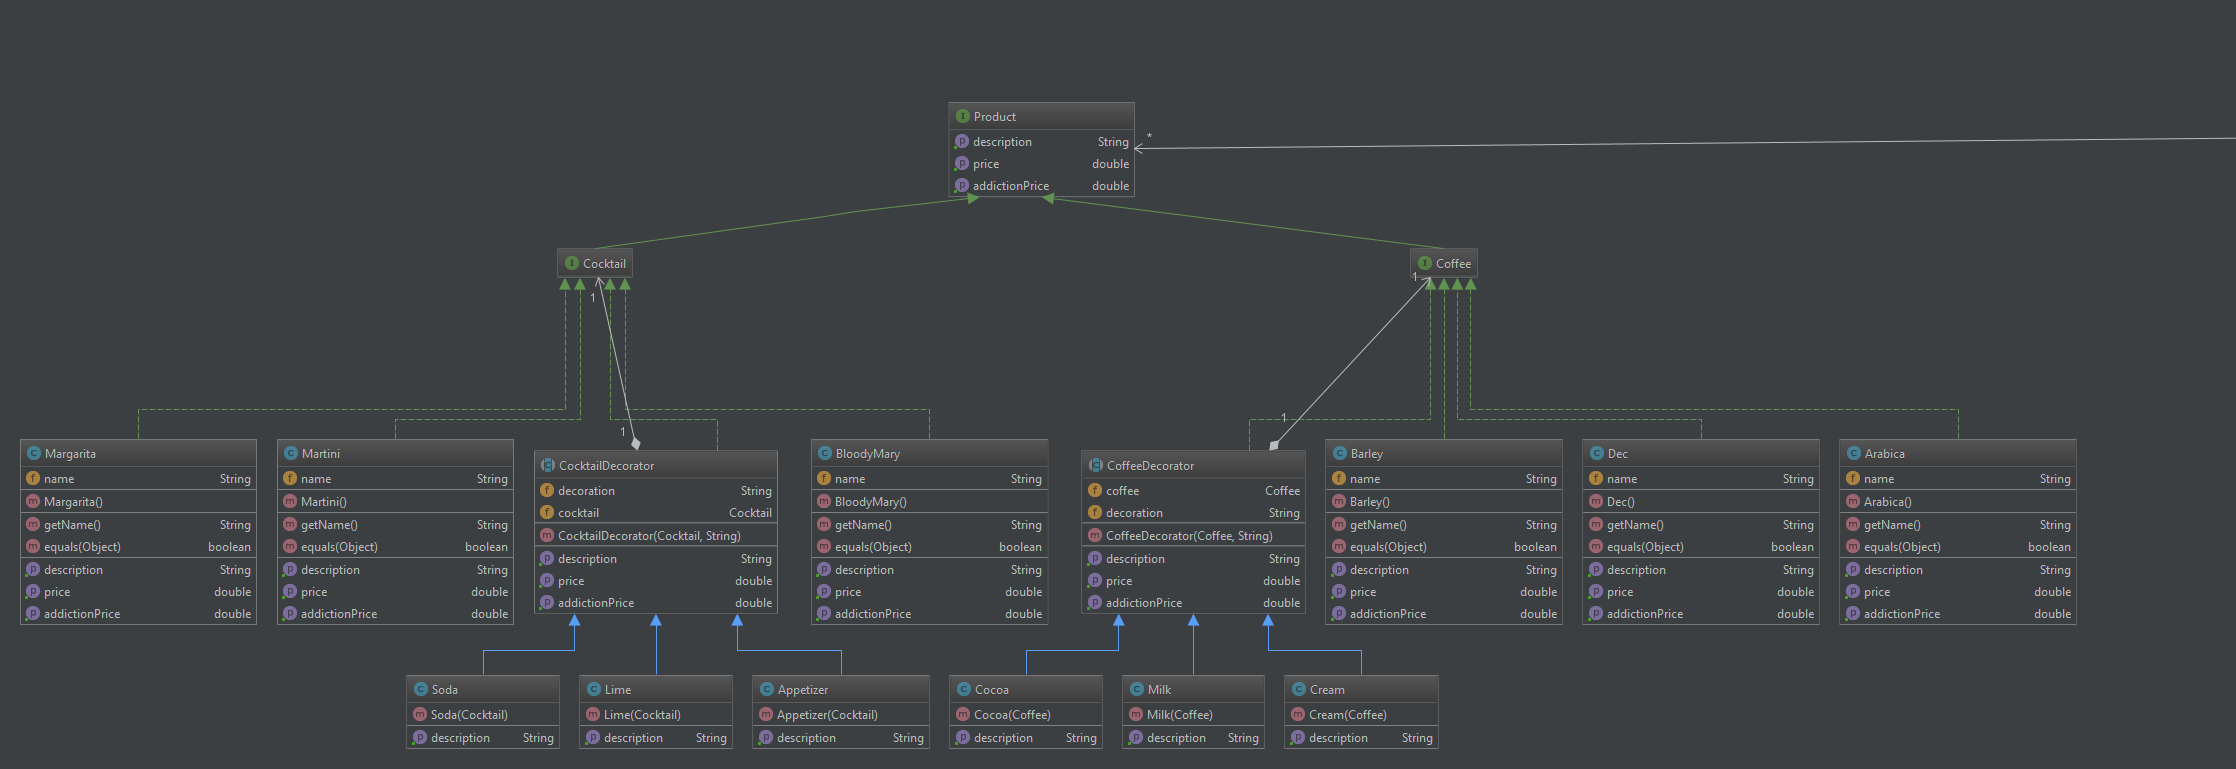 Product
description String
price double
addictionPrice double
*
Cocktail
1
Coffee
1
1
1
Margarita
name String
Margarita()
getName() String
equals(Object) boolean
description String
price double
addictionPrice double
Martini
name String
Martini()
getName() String
equals(Object) boolean
description String
price double
addictionPrice double
CocktailDecorator
decoration String
cocktail Cocktail
CocktailDecorator(Cocktail, String)
description String
price double
addictionPrice double
BloodyMary
name String
BloodyMary()
getName() String
equals(Object) boolean
description String
price double
addictionPrice double
CoffeeDecorator
coffee Coffee
decoration String
CoffeeDecorator(Coffee, String)
description String
price double
addictionPrice double
Barley
name String
Barley()
getName() String
equals(Object) boolean
description String
price double
addictionPrice double
Dec
name String
Dec()
getName() String
equals(Object) boolean
description String
price double
addictionPrice double
Arabica
name String
Arabica()
getName() String
equals(Object) boolean
description String
price double
addictionPrice double
Soda
Soda(Cocktail)
description String
Lime
Lime(Cocktail)
description String
Appetizer
Appetizer(Cocktail)
description String
Cocoa
Cocoa(Coffee)
description String
Milk
Milk(Coffee)
description String
Cream
Cream(Coffee)
description String